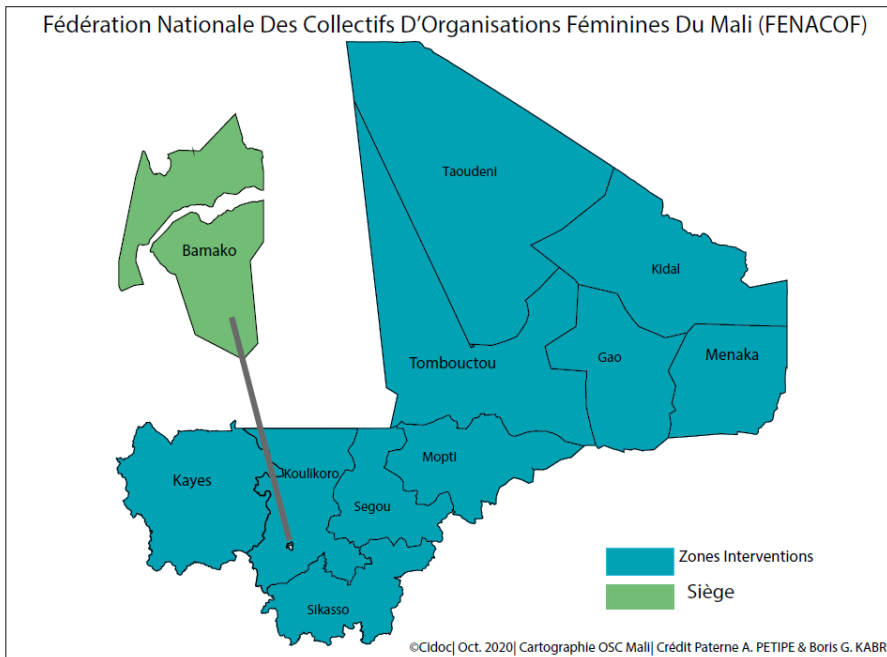 Fédération Nationale Des Collectifs D'Organisations Féminines Du Mali (FENACOF)
Taoudeni
Bamako
Kidal
Tombouctou
Gao
Menaka
Mopti
Kayes
Koulikoro
Segou
Zones Interventions
Siège
Sikasso
©Cidoc| Oct. 2020| Cartographie OSC Mali| Crédit Paterne A. PETIPE & Boris G. KABR